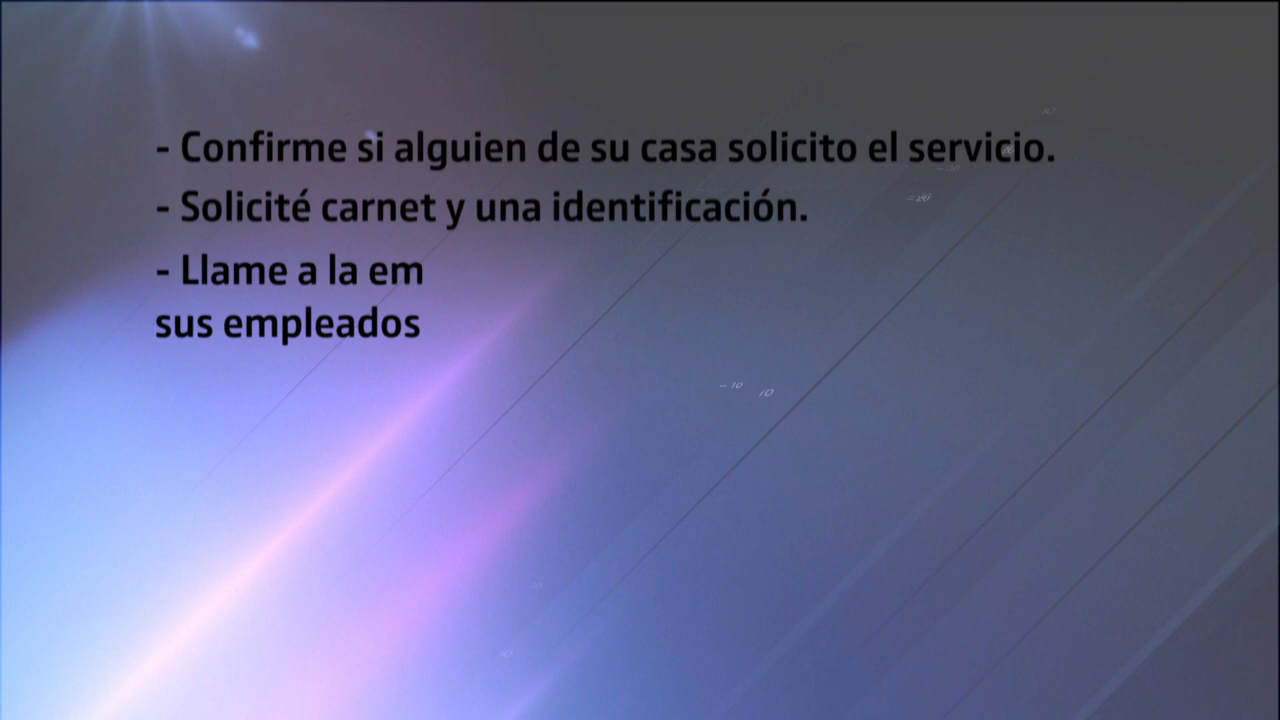 - Confirme si alguien de su casa solicito el servicio.
- Solicité carnet y una identificación.
- Llame a la em
sus empleados